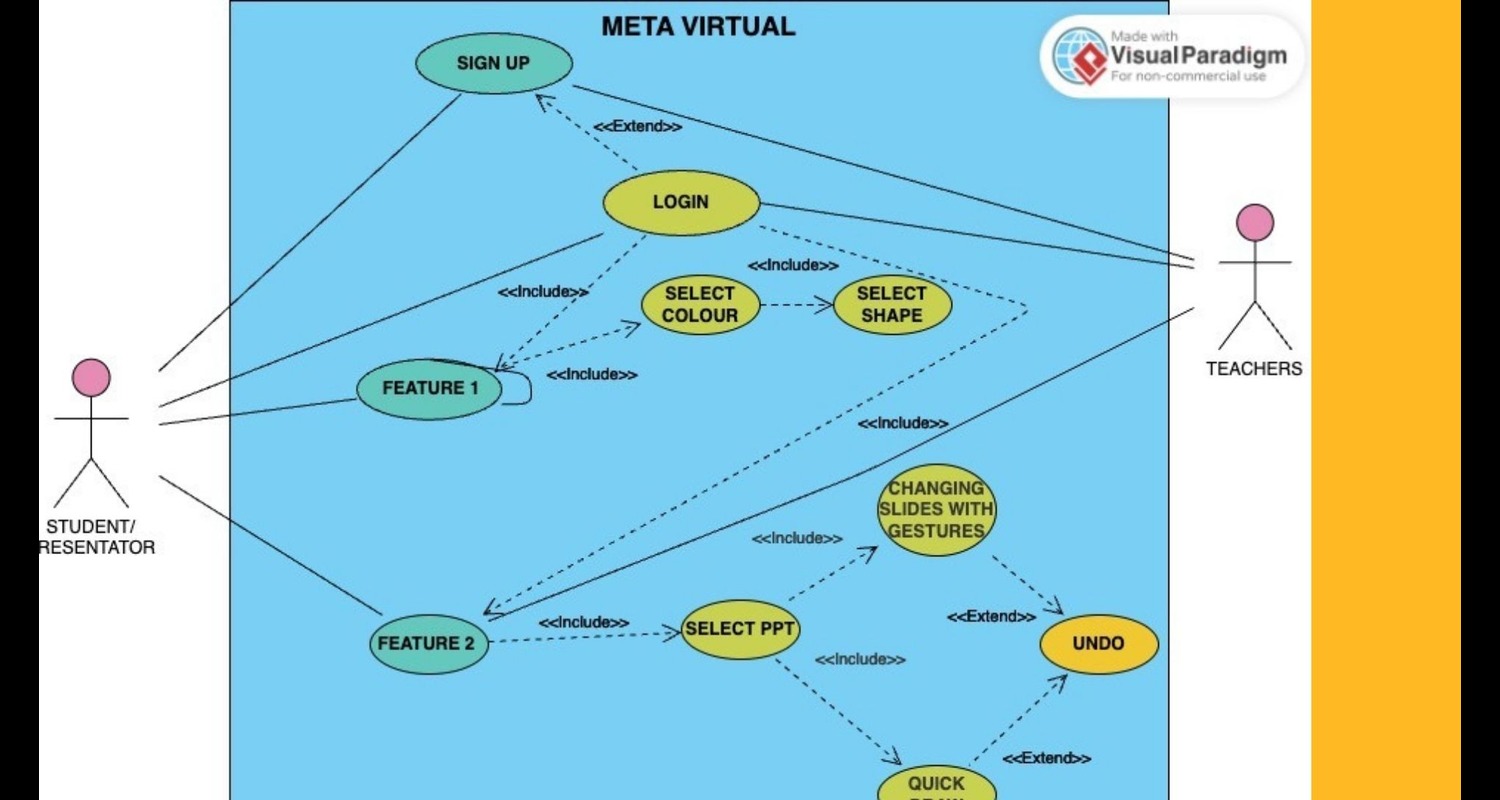 META VIRTUAL
Made with
Visual Paradigm
For non-commercial use
SIGN UP
<<Extend>>
LOGIN
<<Include>>
<<Include>>
SELECT
COLOUR
SELECT
SHAPE
<<Include>>
FEATURE 1
TEACHERS
<<Include>>
CHANGING
SLIDES WITH
GESTURES
STUDENT/
RESENTATOR
<<Include>>
<<Extend>>
<<Include>>
SELECT PPT
FEATURE 2
UNDO
<<Include>>
<<Extend>>
QUICK